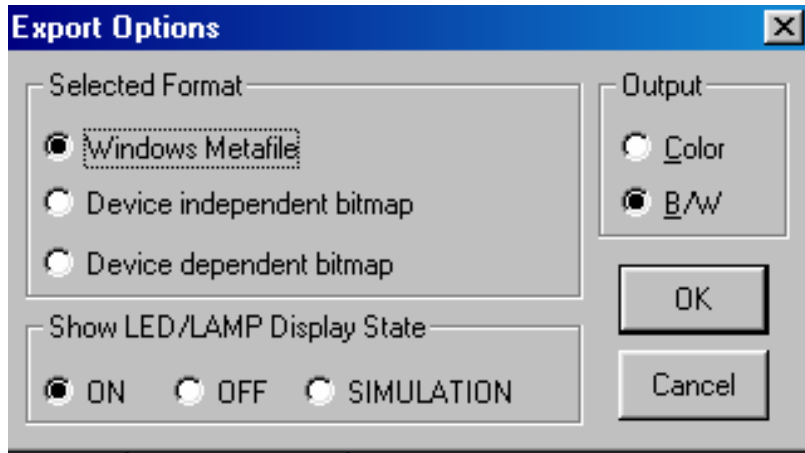 Export Options
Selected Format
Windows Metafile
Device independent bitmap
Device dependent bitmap
Output
Color
B/W
Show LED/LAMP Display State
ON OFF SIMULATION
OK
Cancel